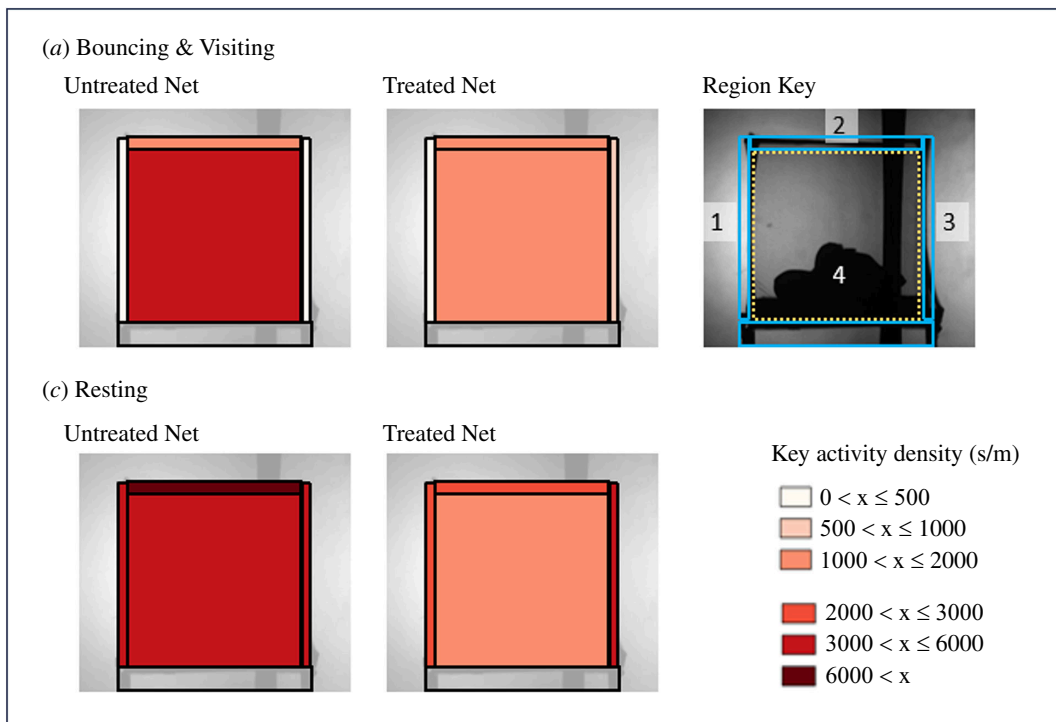 (a) Bouncing & Visiting
Untreated Net
Treated Net
Region Key
2
1
3
4
(c) Resting
Untreated Net
Treated Net
Key activity density (s/m)
0 < x ≤ 500
500 < x ≤ 1000
1000 < x ≤ 2000
2000 < x ≤ 3000
3000 < x ≤ 6000
6000 < x